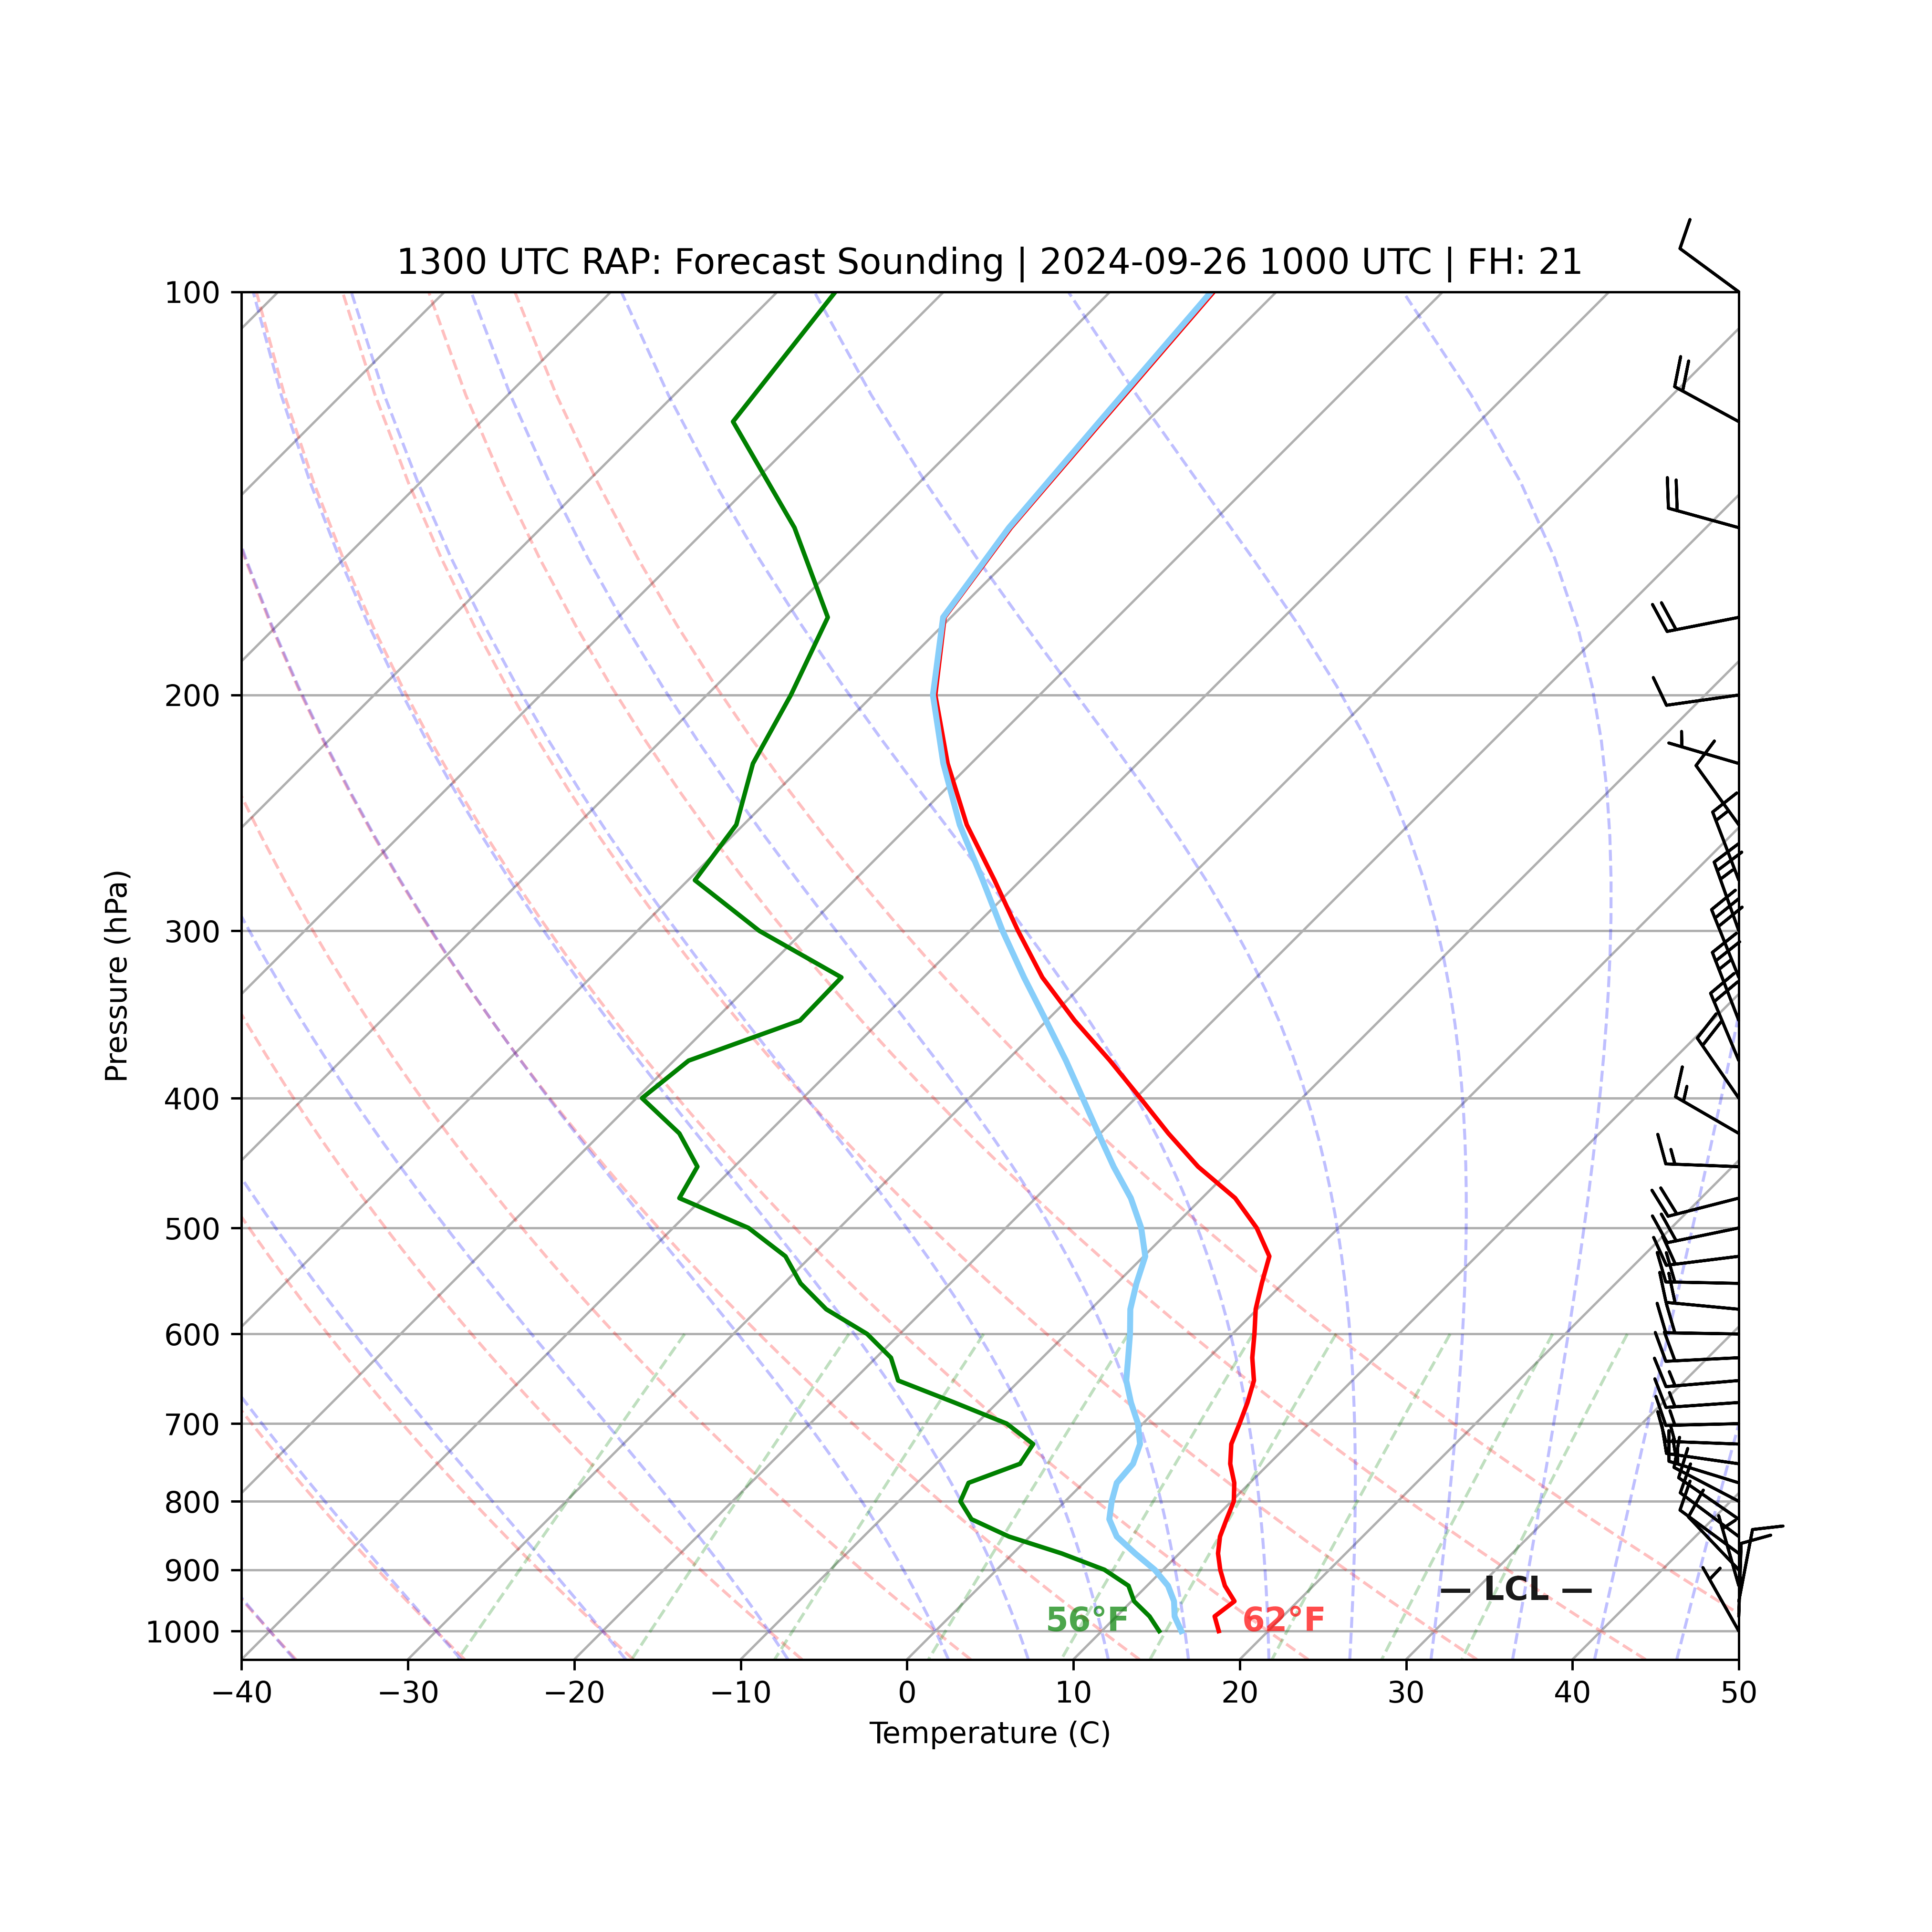 1300 UTC RAP: Forecast Sounding | 2024-09-26 1000 UTC | FH: 21
100
200
300
400
500
600
700
800
900
1000
Pressure (hPa)
— LCL —
56°F 62°F
−40 −30 −20 −10 0 10 20 30 40 50
Temperature (C)